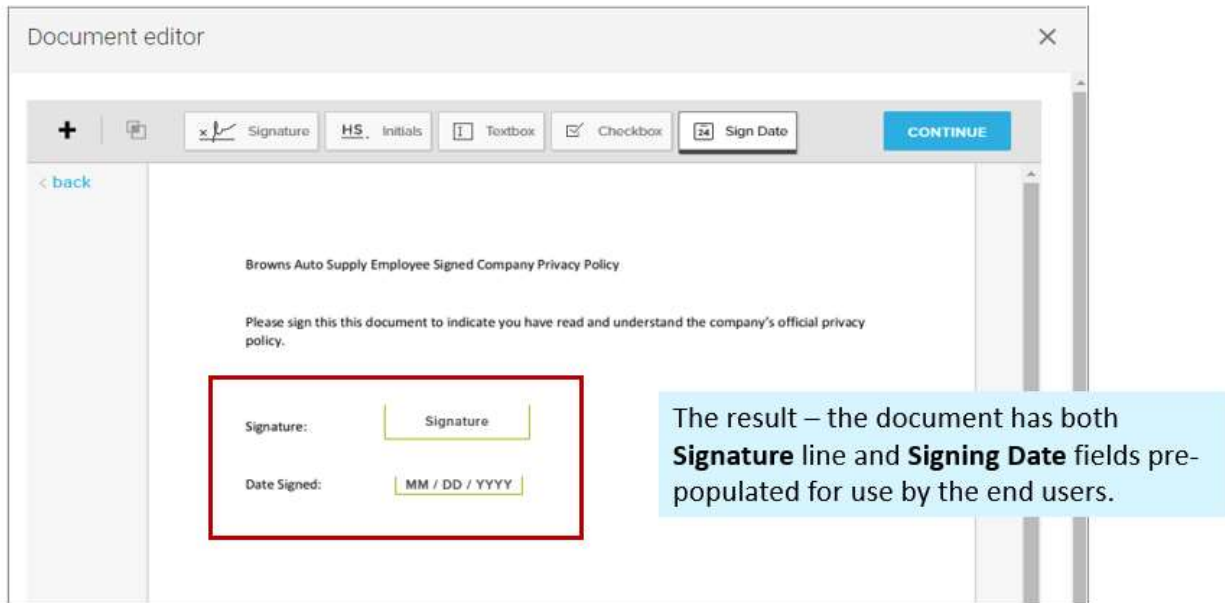 Document editor
Signature HS Initials Textbox Checkbox 24 Sign Date CONTINUE
< back
Browns Auto Supply Employee Signed Company Privacy Policy
Please sign this this document to indicate you have read and understand the company's official privacy
policy.
Signature: Signature
Date Signed: MM / DD / YYYY
The result – the document has both
Signature line and Signing Date fields pre-
populated for use by the end users.